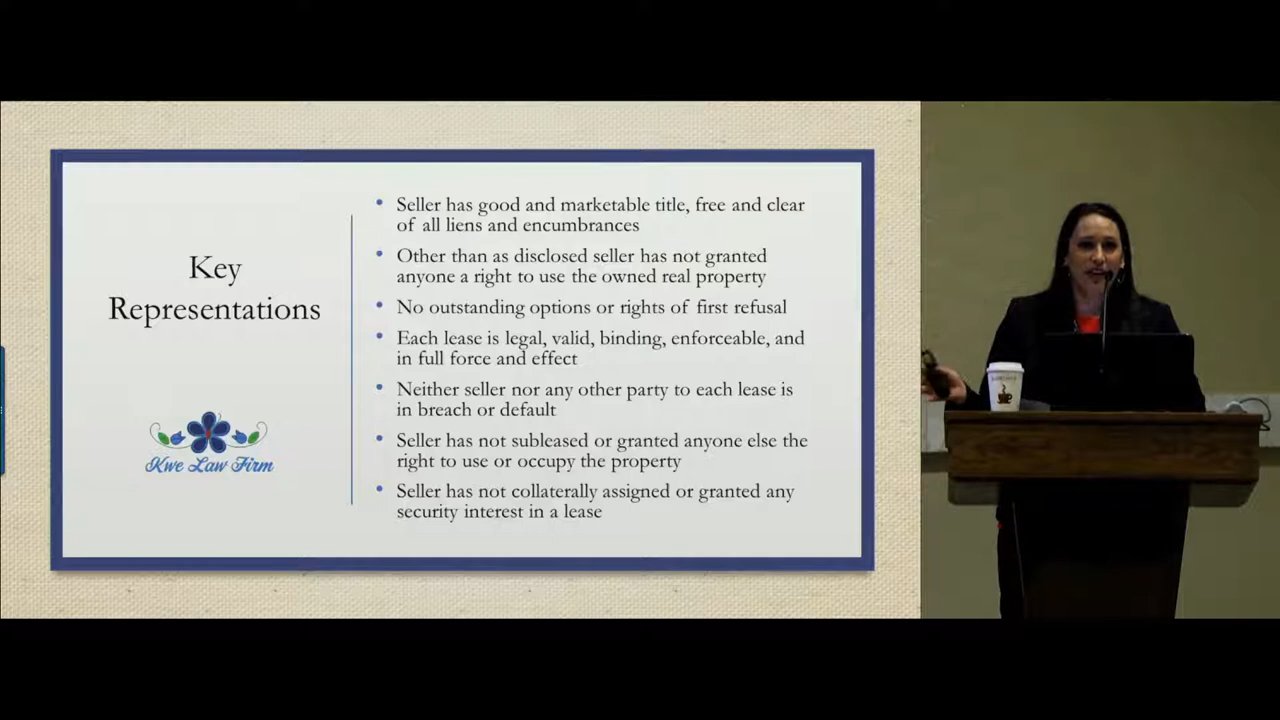 Key
Representations
Kwe Law Firm
• Seller has good and marketable title, free and clear
of all liens and encumbrances
• Other than as disclosed seller has not granted
anyone a right to use the owned real property
• No outstanding options or rights of first refusal
• Each lease is legal, valid, binding, enforceable, and
in full force and effect
• Neither seller nor any other party to each lease is
in breach or default
• Seller has not subleased or granted anyone else the
right to use or occupy the property
• Seller has not collaterally assigned or granted any
security interest in a lease